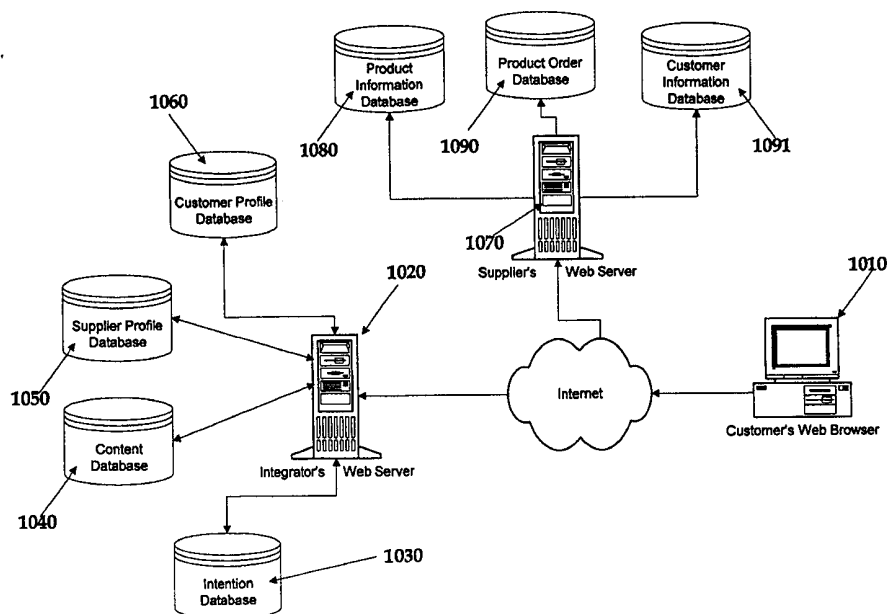 Product
Information
Database
1080
Product Order
Database
1090
Customer
Information
Database
1091
1060
Customer Profile
Database
1070
Supplier's Web Server
1020
1010
Supplier Profile
Database
1050
Internet
Customer's Web Browser
Content
Database
1040
Integrator's Web Server
1030
Intention
Database